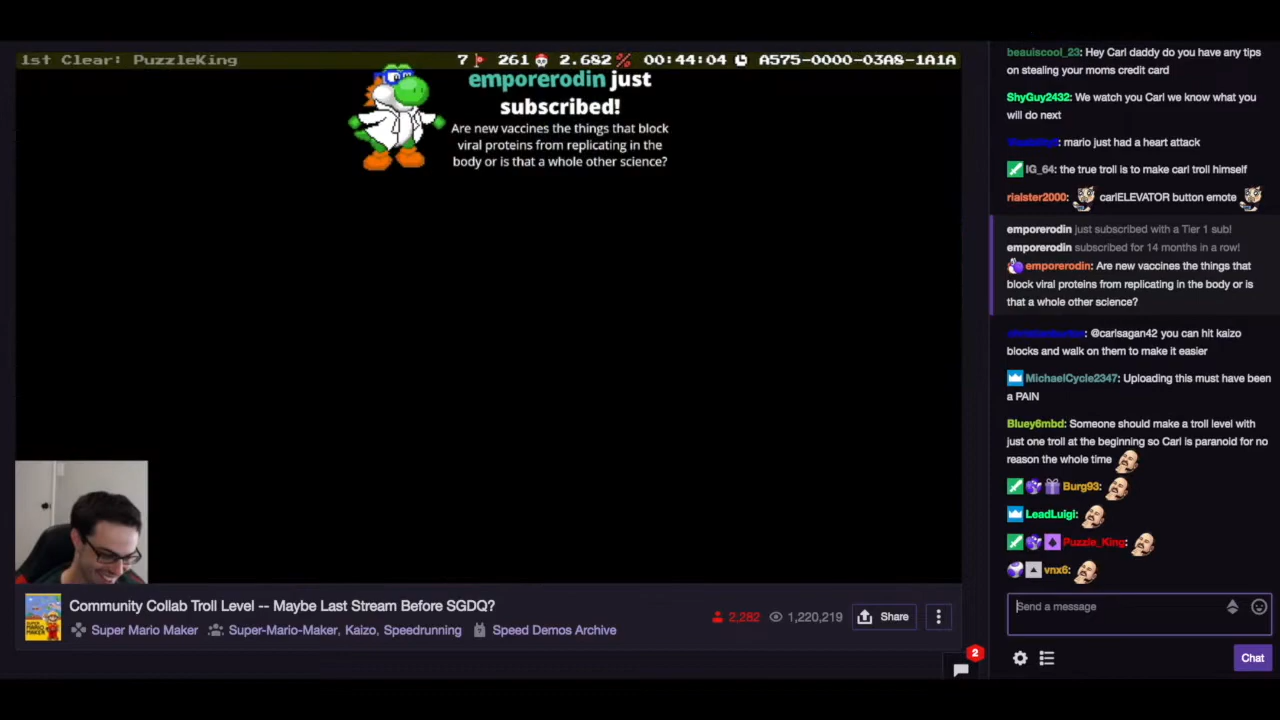 1st Clear: PuzzleKing
7 261 2.682 % 00:44:04 A575-0000-03A8-1A1A
emporerodin just
subscribed!
Are new vaccines the things that block
viral proteins from replicating in the
body or is that a whole other science?
Community Collab Troll Level -- Maybe Last Stream Before SGDQ?
2,282 1,220,219 Share
Super Mario Maker Super-Mario-Maker, Kaizo, Speedrunning Speed Demos Archive
2
beauiscool_23: Hey Carl daddy do you have any tips
on stealing your moms credit card
ShyGuy2432: We watch you Carl we know what you
will do next
: mario just had a heart attack
IG_64: the true troll is to make carl troll himself
rialster2000: carlELEVATOR button emote
emporerodin just subscribed with a Tier 1 sub!
emporerodin subscribed for 14 months in a row!
emporerodin: Are new vaccines the things that
block viral proteins from replicating in the body or is
that a whole other science?
: @carlsagan42 you can hit kaizo
blocks and walk on them to make it easier
MichaelCycle2347: Uploading this must have been
a PAIN
Bluey6mbd: Someone should make a troll level with
just one troll at the beginning so Carl is paranoid for no
reason the whole time
Burg93:
LeadLuigi:
Puzzle_King:
vnx6:
Send a message
Chat